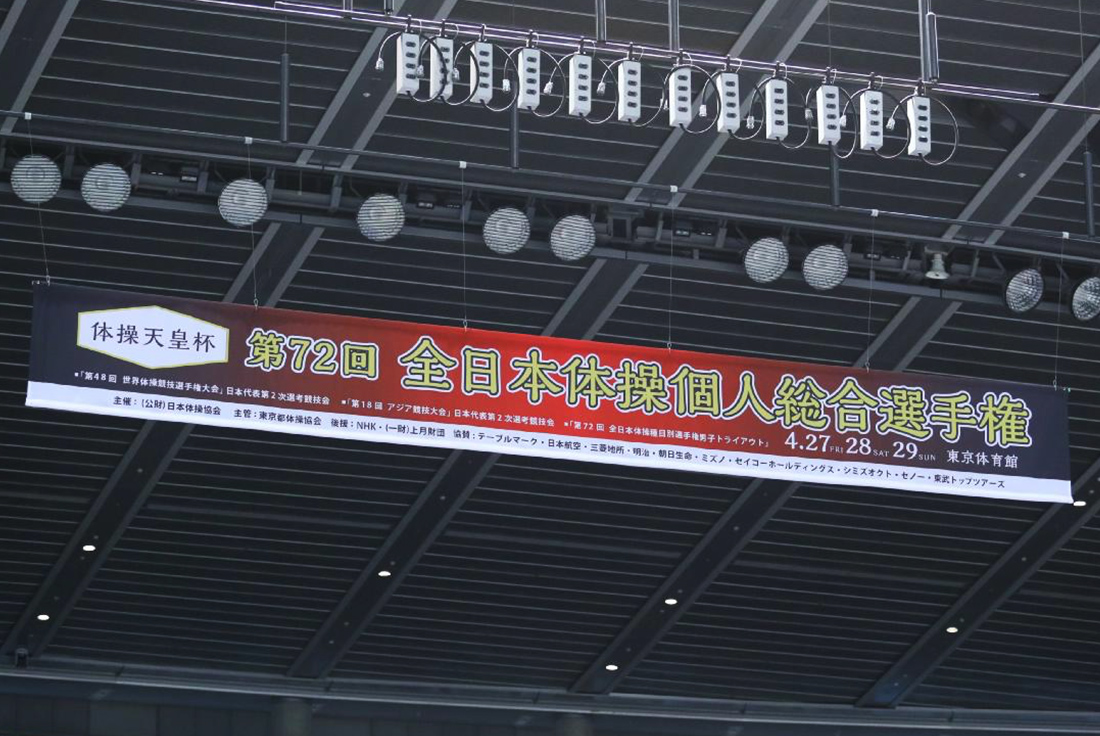 体操天皇杯
第72回 全日本体操個人総合選手権
●「第48回 世界体操競技選手権大会」日本代表第2次選考競技会 ●「第18回 アジア競技大会」日本代表第2次選考競技会 ●「第72回 全日本体操種目別選手権男子トライアウト」
4.27FRI 28SAT 29SUN 東京体育館
主催：(公財)日本体操協会 主管：東京都体操協会 後援：NHK・(一財)上月財団 協賛：テーブルマーク・日本航空・三菱地所・明治・朝日生命・ミズノ・セイコーホールディングス・シミズオクト・セノー・東武トップツアーズ